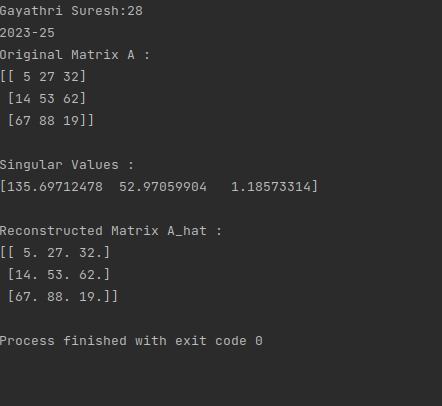 Gayathri Suresh:28
2023-25
Original Matrix A :
[[ 5 27 32]
 [14 53 62]
 [67 88 19]]
Singular Values :
[135.69712478  52.97059904   1.18573314]
Reconstructed Matrix A_hat :
[[ 5. 27. 32.]
 [14. 53. 62.]
 [67. 88. 19.]]
Process finished with exit code 0